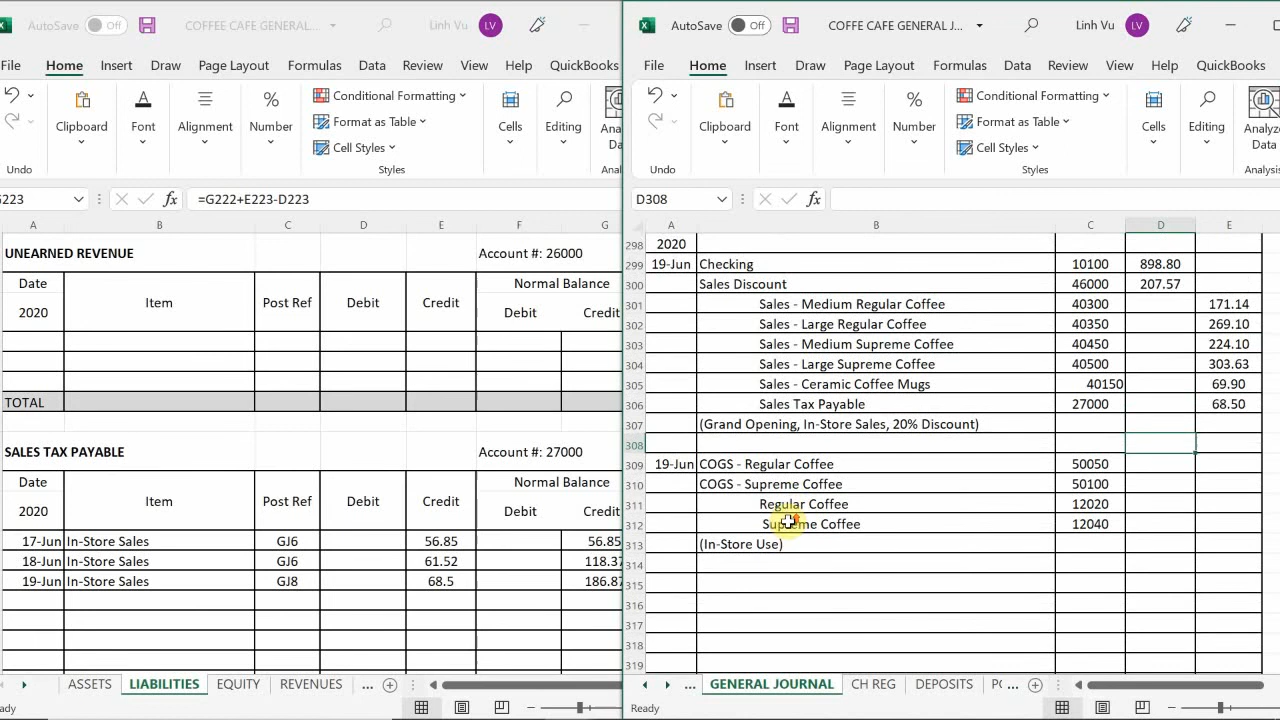 AutoSave Off COFFEE CAFE GENERAL... Linh Vu LV
File Home Insert Draw Page Layout Formulas Data Review View Help QuickBooks
Clipboard Font Alignment Number Conditional Formatting Format as Table Cell Styles Cells Editing
Undo Styles
G223 fx =G222+E223-D223
A B C D E F G
UNEARNED REVENUE Account #: 26000
Date Item Post Ref Debit Credit Normal Balance
2020 Debit Credit
TOTAL
SALES TAX PAYABLE Account #: 27000
Date Item Post Ref Debit Credit Normal Balance
2020 Debit Credit
17-Jun In-Store Sales GJ6 56.85 56.85
18-Jun In-Store Sales GJ6 61.52 118.37
19-Jun In-Store Sales GJ8 68.5 186.87
ASSETS LIABILITIES EQUITY REVENUES ...
AutoSave Off COFFE CAFE GENERAL J... Linh Vu LV
File Home Insert Draw Page Layout Formulas Data Review View Help QuickBooks
Clipboard Font Alignment Number Conditional Formatting Format as Table Cell Styles Cells Editing Analyze Data
Undo Styles Analysis
D308 fx
A B C D E
298 2020
299 19-Jun Checking 10100 898.80
300 Sales Discount 46000 207.57
301 Sales - Medium Regular Coffee 40300 171.14
302 Sales - Large Regular Coffee 40350 269.10
303 Sales - Medium Supreme Coffee 40450 224.10
304 Sales - Large Supreme Coffee 40500 303.63
305 Sales - Ceramic Coffee Mugs 40150 69.90
306 Sales Tax Payable 27000 68.50
307 (Grand Opening, In-Store Sales, 20% Discount)
308
309 19-Jun COGS - Regular Coffee 50050
310 COGS - Supreme Coffee 50100
311 Regular Coffee 12020
312 Supreme Coffee 12040
313 (In-Store Use)
314
315
316
317
318
319
... GENERAL JOURNAL CH REG DEPOSITS PC ...
Ready